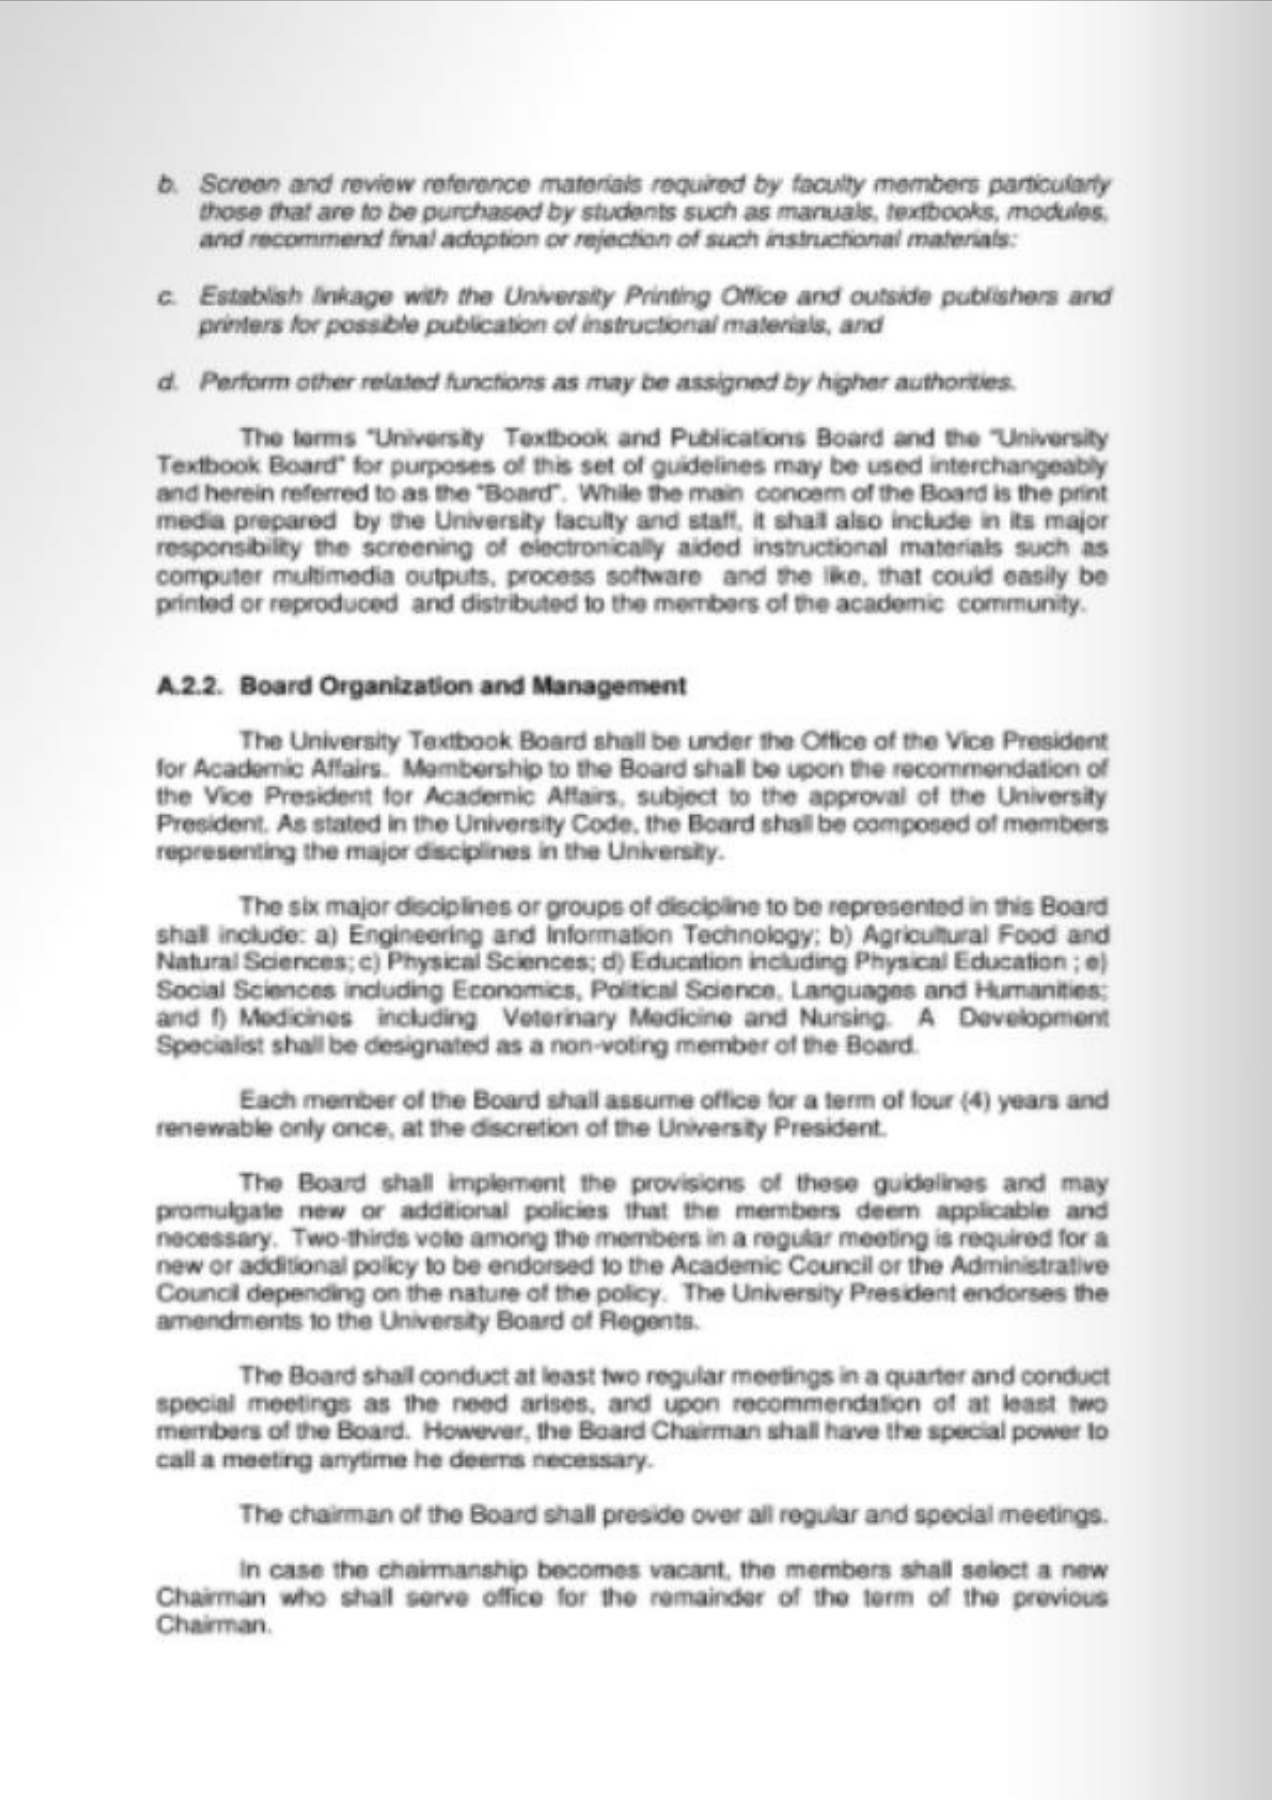 b. Screen and review reference materials required by faculty members particularly
those that are to be purchased by students such as manuals, textbooks, modules,
and recommend final adoption or rejection of such instructional materials:
c. Establish linkage with the University Printing Office and outside publishers and
printers for possible publication of instructional materials, and
d. Perform other related functions as may be assigned by higher authorities.
The terms "University Textbook and Publications Board and the "University
Textbook Board" for purposes of this set of guidelines may be used interchangeably
and herein referred to as the "Board". While the main concern of the Board is the print
media prepared by the University faculty and staff, it shall also include in its major
responsibility the screening of electronically aided instructional materials such as
computer multimedia outputs, process software and the like, that could easily be
printed or reproduced and distributed to the members of the academic community.
A.2.2. Board Organization and Management
The University Textbook Board shall be under the Office of the Vice President
for Academic Affairs. Membership to the Board shall be upon the recommendation of
the Vice President for Academic Affairs, subject to the approval of the University
President. As stated in the University Code, the Board shall be composed of members
representing the major disciplines in the University.
The six major disciplines or groups of discipline to be represented in this Board
shall include: a) Engineering and Information Technology; b) Agricultural Food and
Natural Sciences; c) Physical Sciences; d) Education including Physical Education ; e)
Social Sciences including Economics, Political Science, Languages and Humanities;
and f) Medicines including Veterinary Medicine and Nursing. A Development
Specialist shall be designated as a non-voting member of the Board.
Each member of the Board shall assume office for a term of four (4) years and
renewable only once, at the discretion of the University President.
The Board shall implement the provisions of these guidelines and may
promulgate new or additional policies that the members deem applicable and
necessary. Two-thirds vote among the members in a regular meeting is required for a
new or additional policy to be endorsed to the Academic Council or the Administrative
Council depending on the nature of the policy. The University President endorses the
amendments to the University Board of Regents.
The Board shall conduct at least two regular meetings in a quarter and conduct
special meetings as the need arises, and upon recommendation of at least two
members of the Board. However, the Board Chairman shall have the special power to
call a meeting anytime he deems necessary.
The chairman of the Board shall preside over all regular and special meetings.
In case the chairmanship becomes vacant, the members shall select a new
Chairman who shall serve office for the remainder of the term of the previous
Chairman.